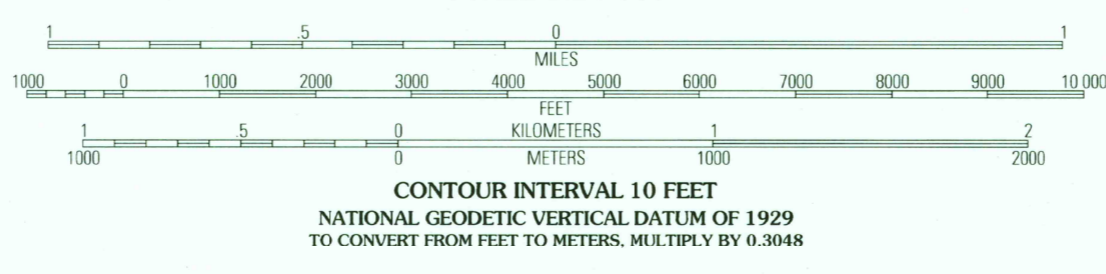 1 .5 0 1
MILES
1000 0 1000 2000 3000 4000 5000 6000 7000 8000 9000 10 000
FEET
1 .5 0 KILOMETERS 1 2
1000 0 METERS 1000 2000
CONTOUR INTERVAL 10 FEET
NATIONAL GEODETIC VERTICAL DATUM OF 1929
TO CONVERT FROM FEET TO METERS, MULTIPLY BY 0.3048